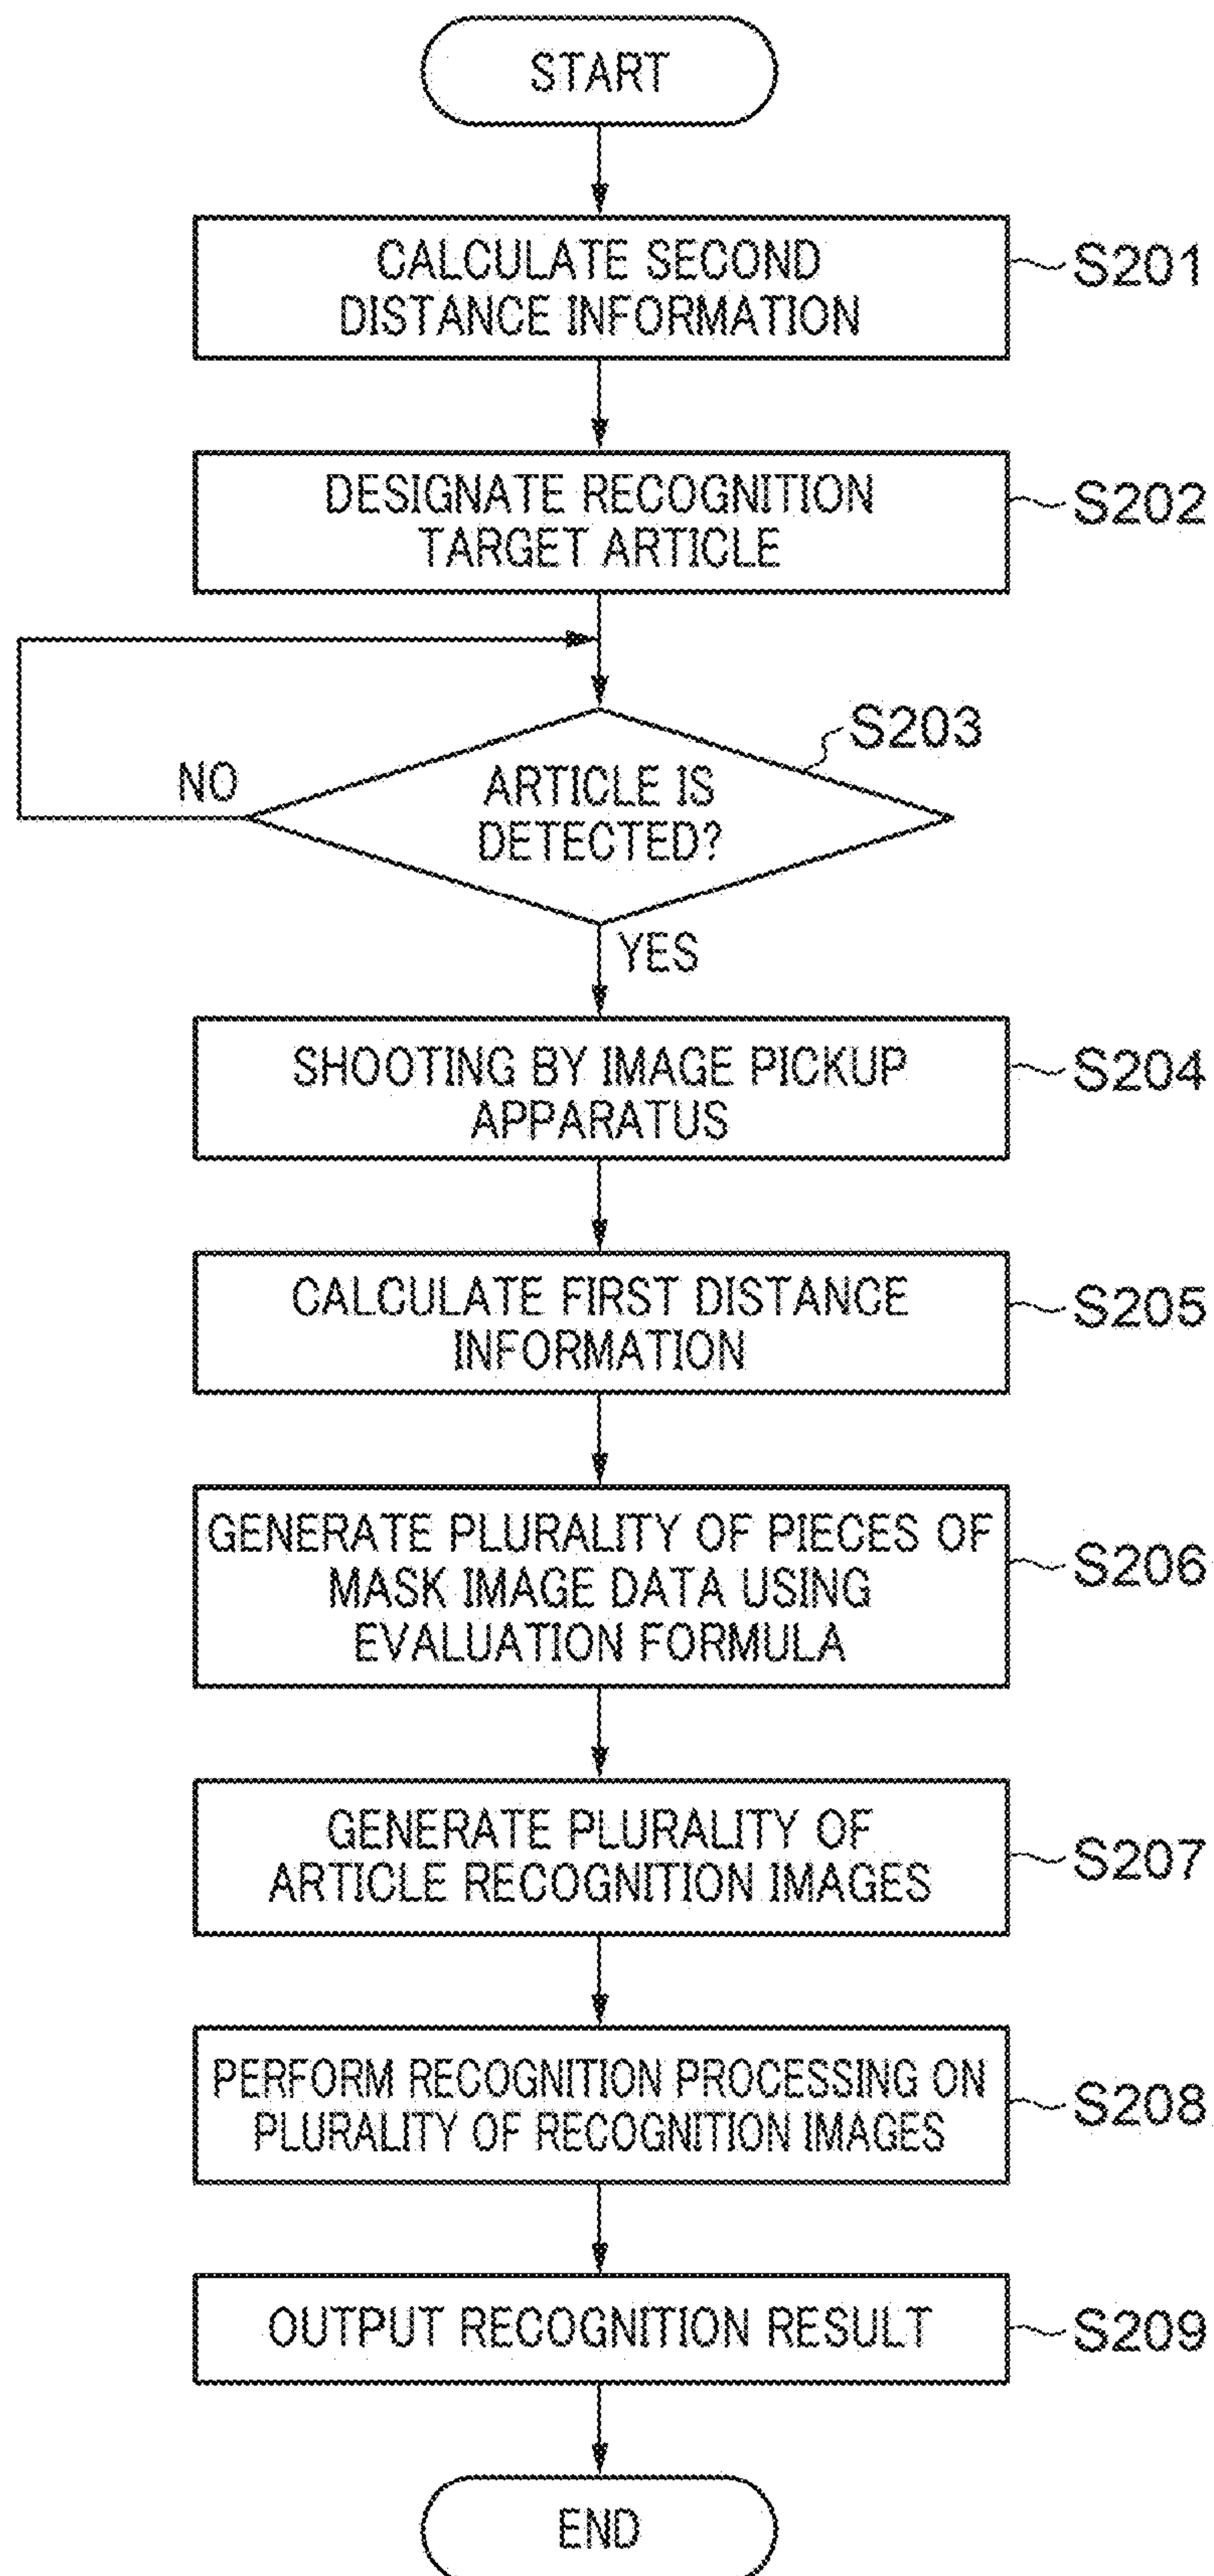 START
CALCULATE SECOND
DISTANCE INFORMATION
S201
DESIGNATE RECOGNITION
TARGET ARTICLE
S202
S203
NO
ARTICLE IS
DETECTED?
YES
SHOOTING BY IMAGE PICKUP
APPARATUS
S204
CALCULATE FIRST DISTANCE
INFORMATION
S205
GENERATE PLURALITY OF PIECES OF
MASK IMAGE DATA USING
EVALUATION FORMULA
S206
GENERATE PLURALITY OF
ARTICLE RECOGNITION IMAGES
S207
PERFORM RECOGNITION PROCESSING ON
PLURALITY OF RECOGNITION IMAGES
S208
OUTPUT RECOGNITION RESULT
S209
END